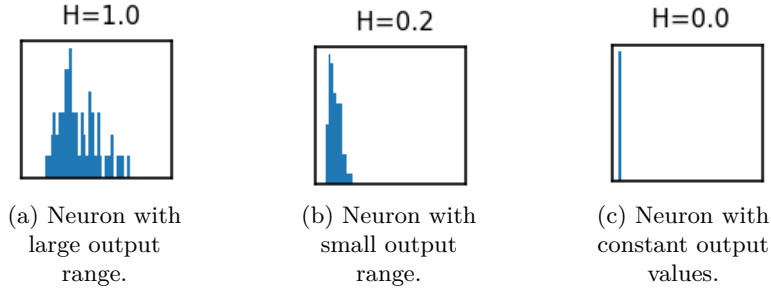 H=1.0
H=0.2
H=0.0
(a) Neuron with
large output
range.
(b) Neuron with
small output
range.
(c) Neuron with
constant output
values.